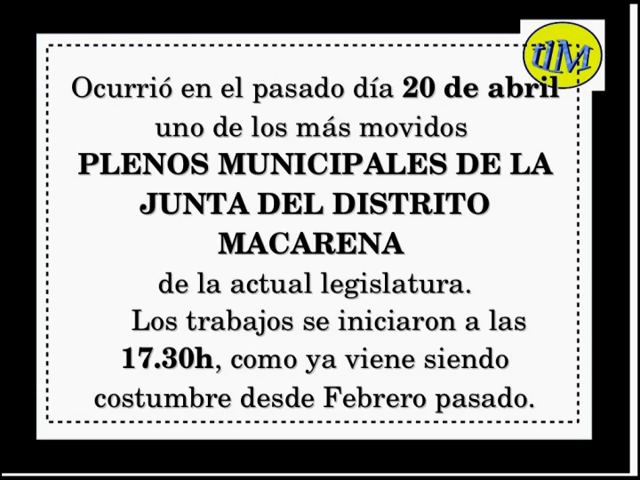 tlM
Ocurrió en el pasado día 20 de abril
uno de los más movidos
PLENOS MUNICIPALES DE LA
JUNTA DEL DISTRITO
MACARENA
de la actual legislatura.
Los trabajos se iniciaron a las
17.30h, como ya viene siendo
costumbre desde Febrero pasado.